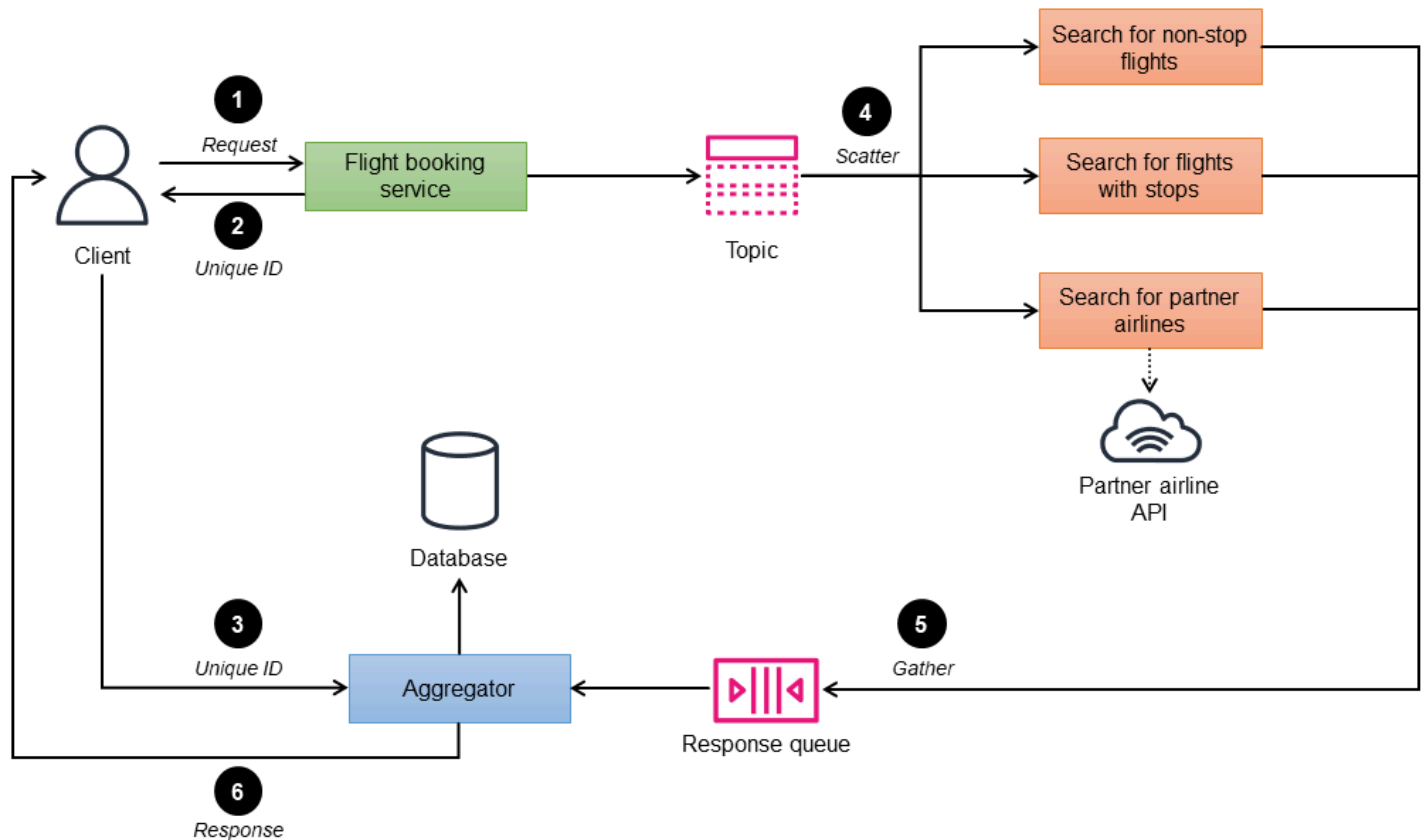 Search for non-stop
flights
1
Request
4
Scatter
Flight booking
service
Search for flights
with stops
2
Unique ID
Client
Topic
Search for partner
airlines
Partner airline
API
Database
3
Unique ID
5
Gather
Aggregator
Response queue
6
Response